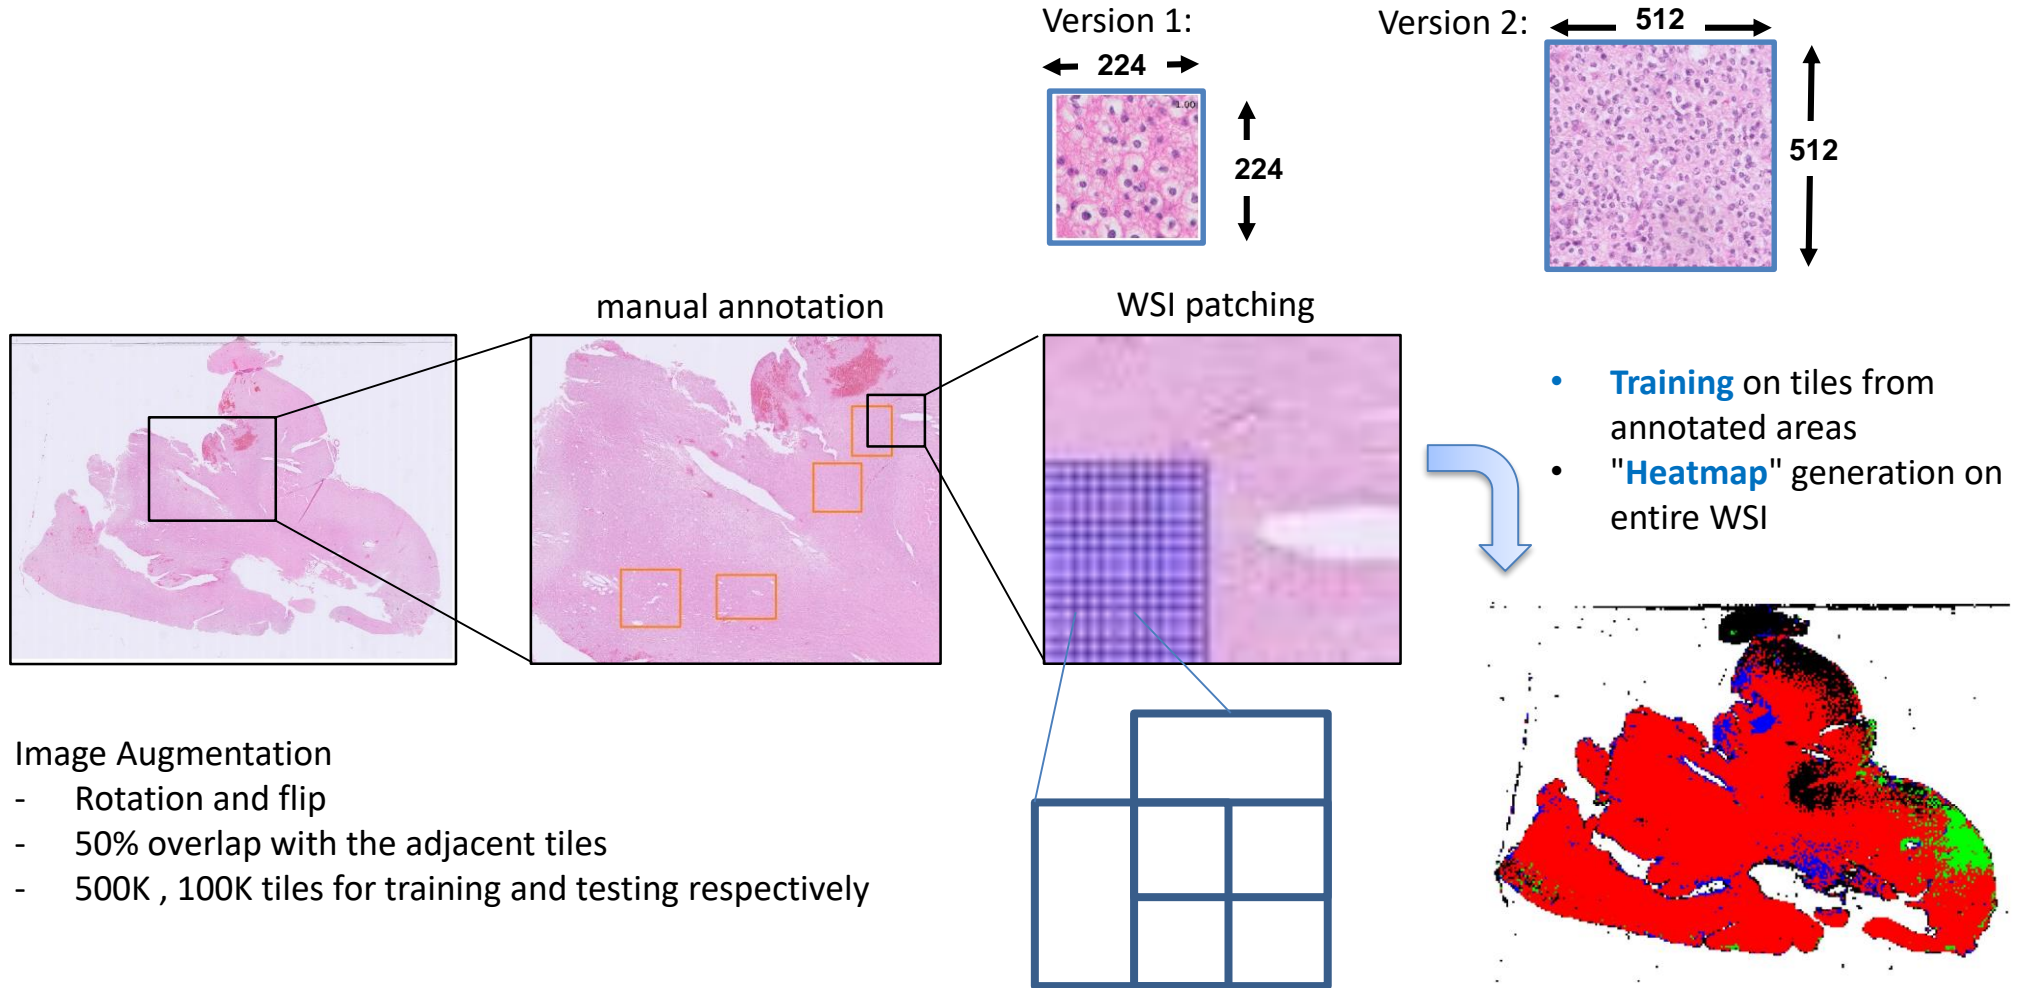 Version 1:
224
1.00
224
Version 2:
512
512
manual annotation
WSI patching
• Training on tiles from
annotated areas
• "Heatmap" generation on
entire WSI
Image Augmentation
- Rotation and flip
- 50% overlap with the adjacent tiles
- 500K , 100K tiles for training and testing respectively